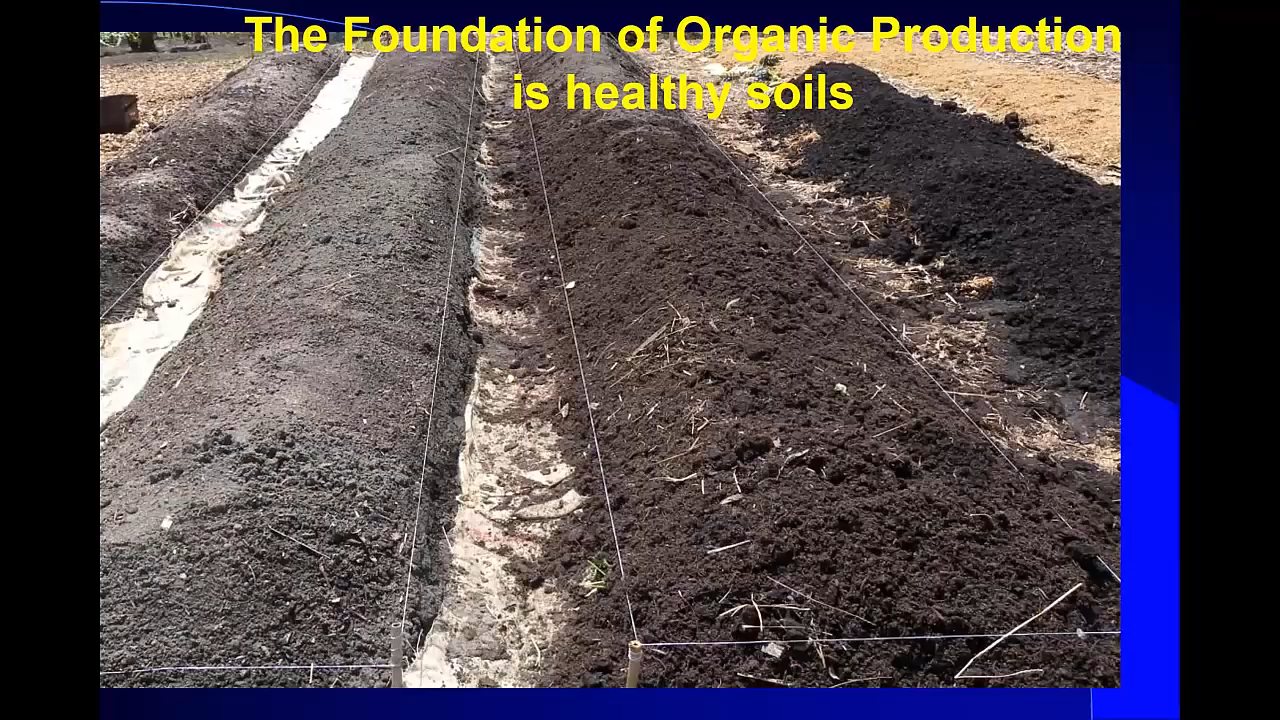 The Foundation of Organic Production
is healthy soils